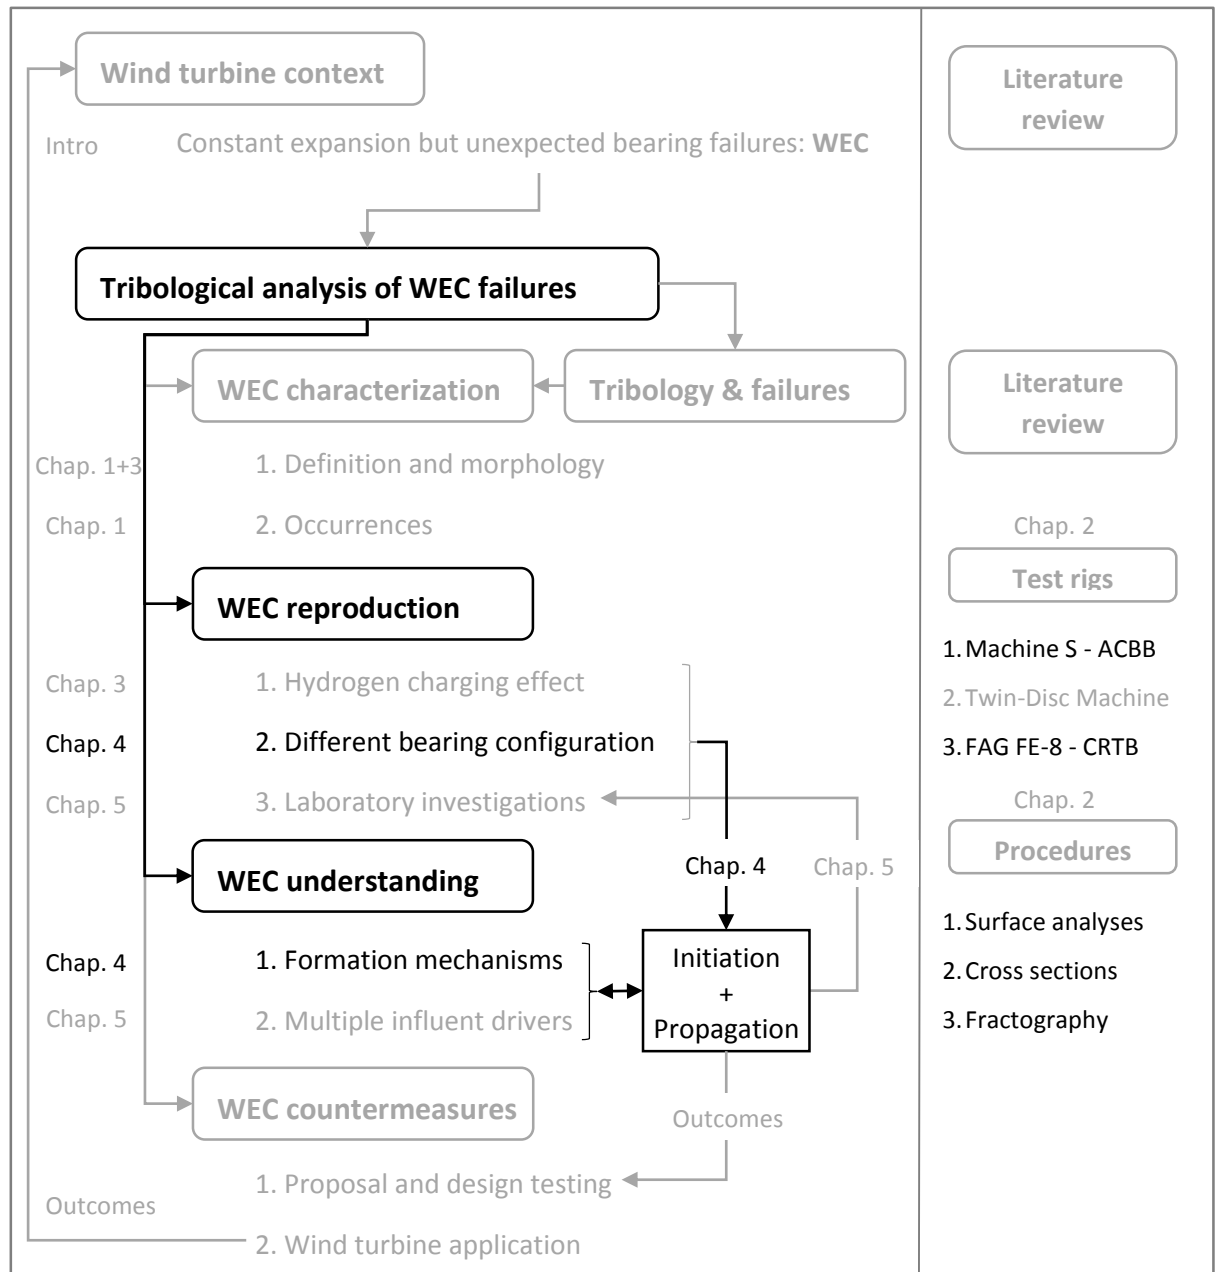 Wind turbine context
Intro
Constant expansion but unexpected bearing failures: WEC
Tribological analysis of WEC failures
WEC characterization
Tribology & failures
Chap. 1+3
1. Definition and morphology
Chap. 1
2. Occurrences
WEC reproduction
Chap. 3
1. Hydrogen charging effect
Chap. 4
2. Different bearing configuration
Chap. 5
3. Laboratory investigations
WEC understanding
Chap. 4
Chap. 5
Chap. 4
1. Formation mechanisms
Chap. 5
2. Multiple influent drivers
Initiation
+
Propagation
WEC countermeasures
Outcomes
1. Proposal and design testing
Outcomes
2. Wind turbine application
Literature
review
Literature
review
Chap. 2
Test rigs
1. Machine S - ACBB
2. Twin-Disc Machine
3. FAG FE-8 - CRTB
Chap. 2
Procedures
1. Surface analyses
2. Cross sections
3. Fractography